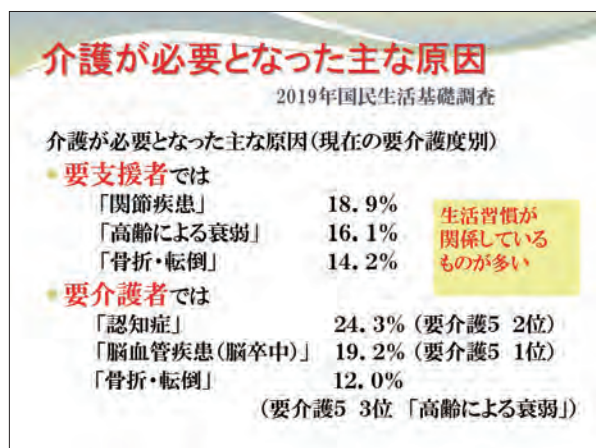 介護が必要となった主な原因
2019年国民生活基礎調査
介護が必要となった主な原因(現在の要介護度別)
要支援者では
「関節疾患」 18.9%
「高齢による衰弱」 16.1%
「骨折・転倒」 14.2%
生活習慣が
関係している
ものが多い
要介護者では
「認知症」 24.3% (要介護5 2位)
「脳血管疾患(脳卒中)」 19.2% (要介護5 1位)
「骨折・転倒」 12.0%
(要介護5 3位 「高齢による衰弱」)